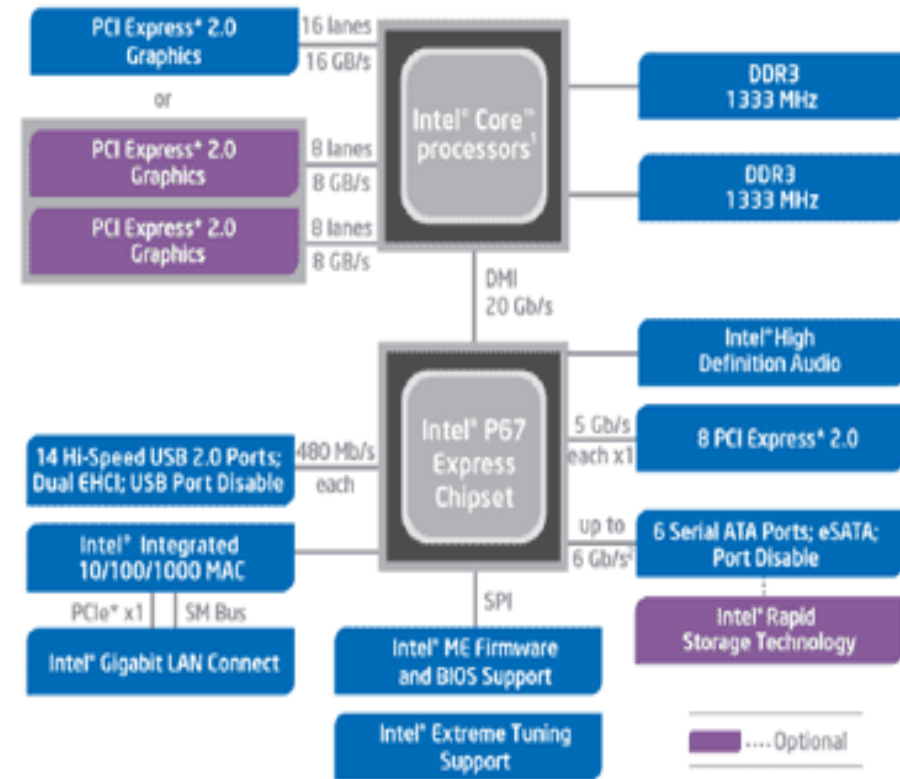 PCI Express* 2.0
Graphics
16 lanes
16 GB/s
or
PCI Express* 2.0
Graphics
8 lanes
8 GB/s
PCI Express* 2.0
Graphics
8 lanes
8 GB/s
Intel® Core™
processors¹
DDR3
1333 MHz
DDR3
1333 MHz
DMI
20 Gb/s
Intel® High
Definition Audio
Intel® P67
Express
Chipset
5 Gb/s
each x1
8 PCI Express* 2.0
14 Hi-Speed USB 2.0 Ports;
Dual EHCI; USB Port Disable
480 Mb/s
each
up to
6 Gb/s²
6 Serial ATA Ports; eSATA;
Port Disable
Intel® Integrated
10/100/1000 MAC
PCIe* x1
SM Bus
Intel® Gigabit LAN Connect
SPI
Intel® ME Firmware
and BIOS Support
Intel® Rapid
Storage Technology
Intel® Extreme Tuning
Support
Optional